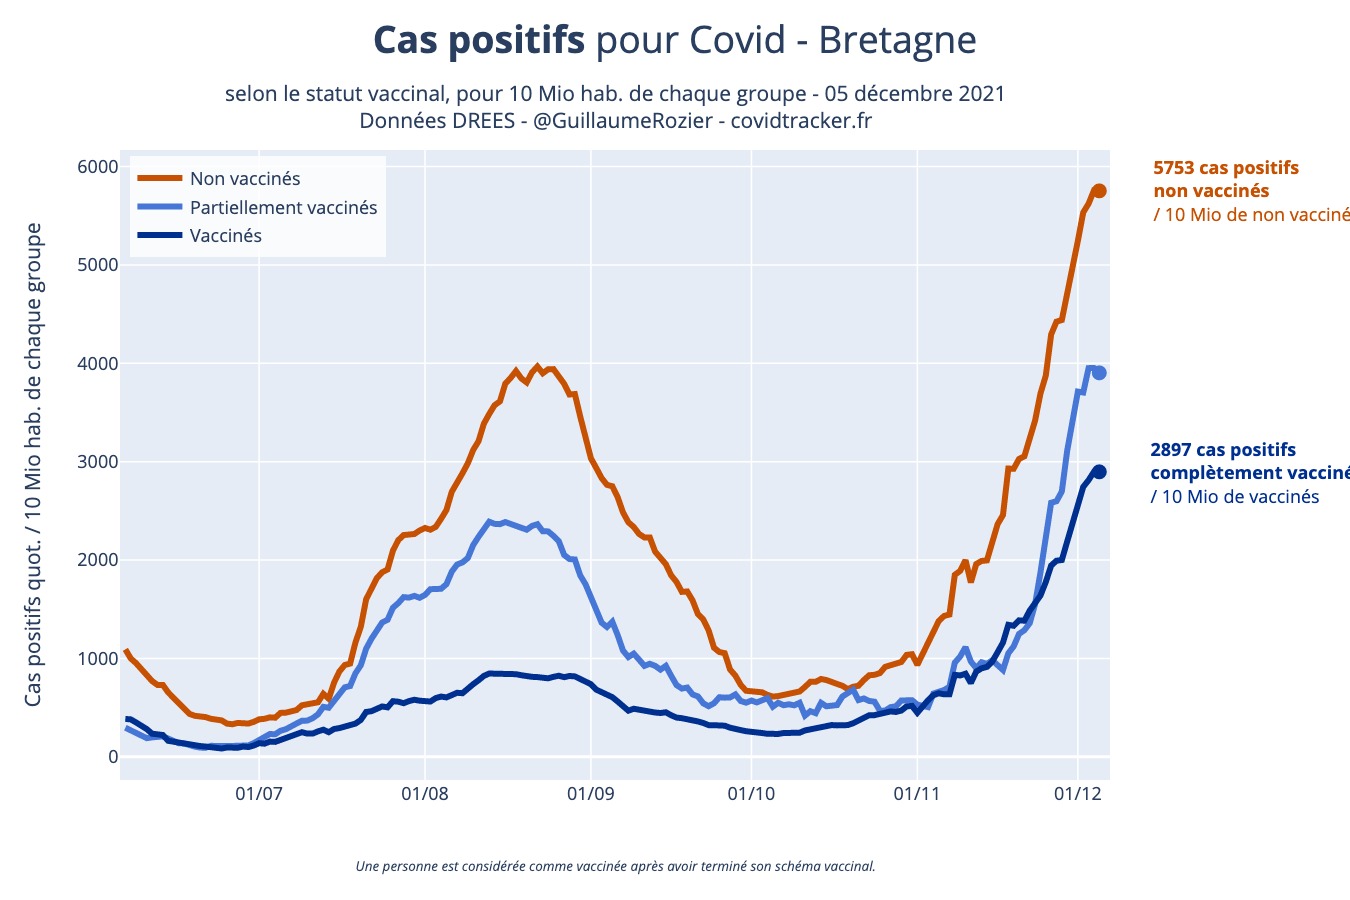 Cas positifs pour Covid - Bretagne
selon le statut vaccinal, pour 10 Mio hab. de chaque groupe - 05 décembre 2021
Données DREES - @GuillaumeRozier - covidtracker.fr
Cas positifs quot. / 10 Mio hab. de chaque groupe
6000
5000
4000
3000
2000
1000
0
Non vaccinés
Partiellement vaccinés
Vaccinés
5753 cas positifs
non vaccinés
/ 10 Mio de non vacciné
2897 cas positifs
complètement vacciné
/ 10 Mio de vaccinés
01/07
01/08
01/09
01/10
01/11
01/12
Une personne est considérée comme vaccinée après avoir terminé son schéma vaccinal.